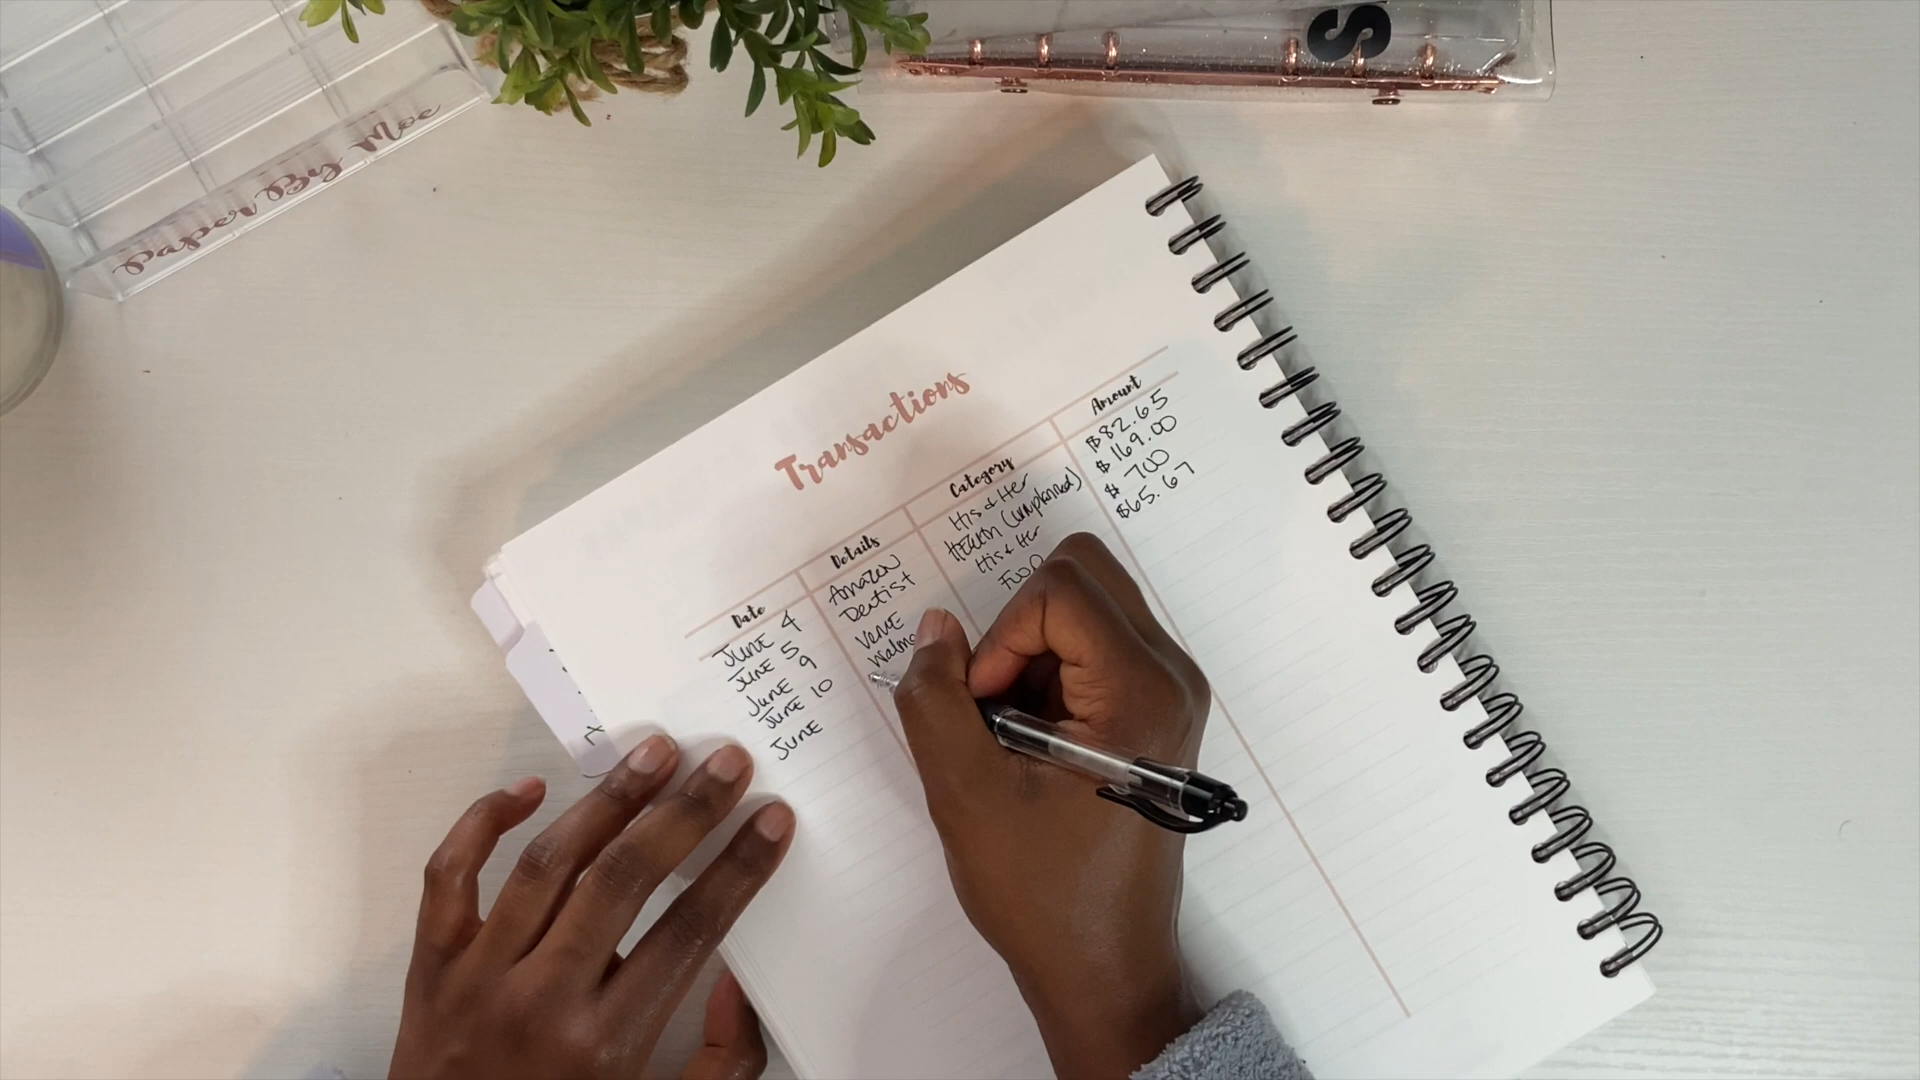 Paper By Moe
S
Transactions
Date Details Category Amount
June 4 Amazon His & Her $82.65
June 5 Dentist Health (unplanned) $169.00
June 9 Venue His & Her $ 700
June 10 Walma Food $65.67
June